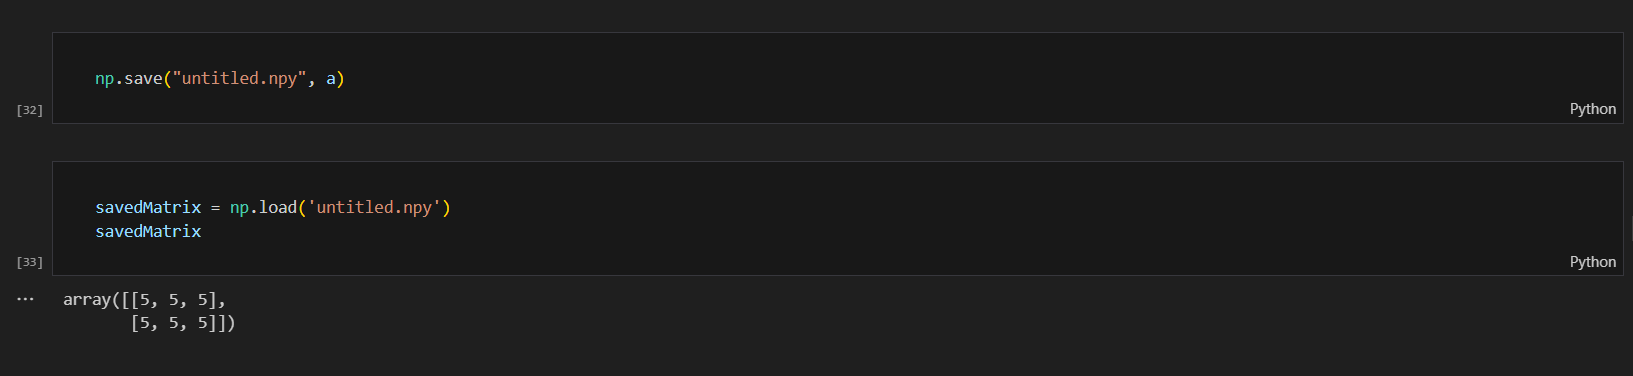 np.save("untitled.npy", a)
[32]
Python
savedMatrix = np.load('untitled.npy')
savedMatrix
[33]
Python
... array([[5, 5, 5],
       [5, 5, 5]])